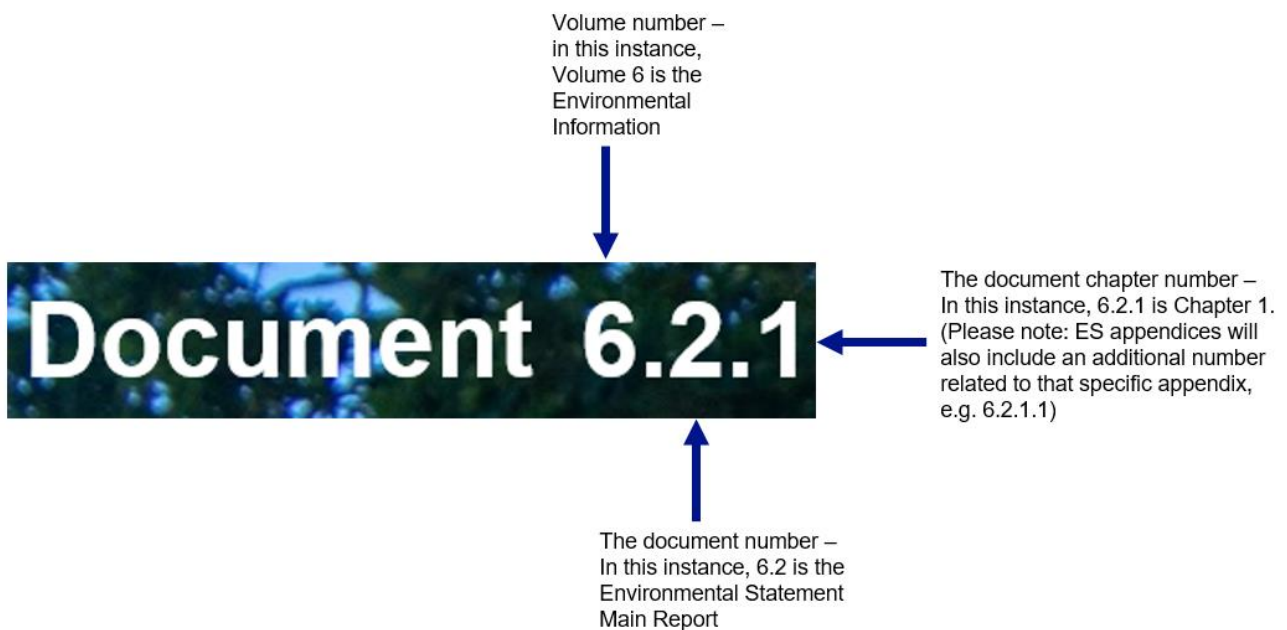 Volume number –
in this instance,
Volume 6 is the
Environmental
Information
Document 6.2.1
The document chapter number –
In this instance, 6.2.1 is Chapter 1.
(Please note: ES appendices will
also include an additional number
related to that specific appendix,
e.g. 6.2.1.1)
The document number –
In this instance, 6.2 is the
Environmental Statement
Main Report